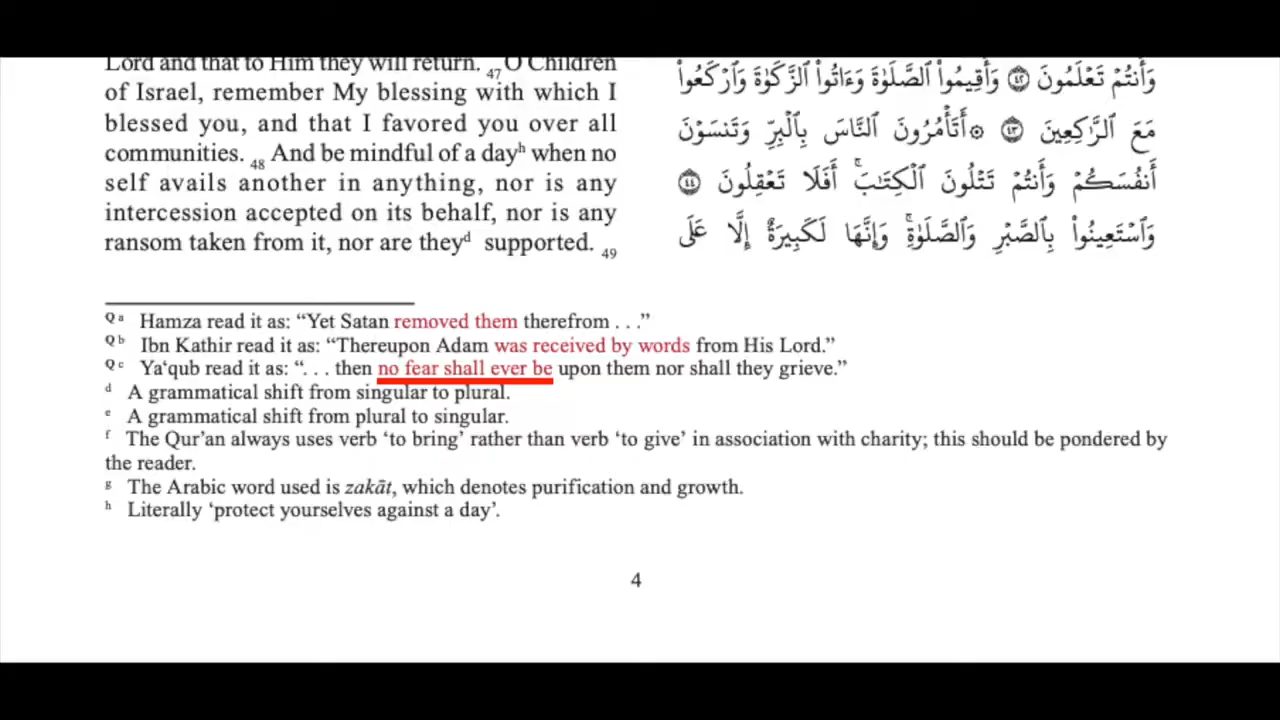 Lord and that to Him they will return. 47 O Children
of Israel, remember My blessing with which I
blessed you, and that I favored you over all
communities. 48 And be mindful of a dayh when no
self avails another in anything, nor is any
intercession accepted on its behalf, nor is any
ransom taken from it, nor are theyd supported. 49
وَأَنتُمْ تَعْلَمُونَ ٤٢ وَأَقِيمُوا۟ ٱلصَّلَوٰةَ وَءَاتُوا۟ ٱلزَّكَوٰةَ وَٱرْكَعُوا۟
مَعَ ٱلرَّٰكِعِينَ ٤٣ ۞ أَتَأْمُرُونَ ٱلنَّاسَ بِٱلْبِرِّ وَتَنسَوْنَ
أَنفُسَكُمْ وَأَنتُمْ تَتْلُونَ ٱلْكِتَٰبَ ۚ أَفَلَا تَعْقِلُونَ ٤٤
وَٱسْتَعِينُوا۟ بِٱلصَّبْرِ وَٱلصَّلَوٰةِ ۚ وَإِنَّهَا لَكَبِيرَةٌ إِلَّا عَلَى
Q a Hamza read it as: “Yet Satan removed them therefrom . . .”
Q b Ibn Kathir read it as: “Thereupon Adam was received by words from His Lord.”
Q c Ya‘qub read it as: “. . . then no fear shall ever be upon them nor shall they grieve.”
d A grammatical shift from singular to plural.
e A grammatical shift from plural to singular.
f The Qur’an always uses verb ‘to bring’ rather than verb ‘to give’ in association with charity; this should be pondered by
the reader.
g The Arabic word used is zakāt, which denotes purification and growth.
h Literally ‘protect yourselves against a day’.
4